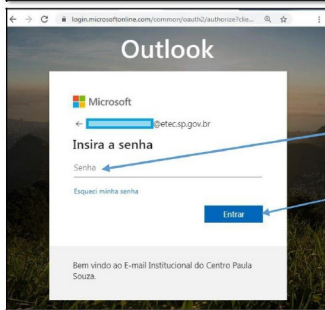 login.microsoftonline.com/common/oauth2/authorize?clie...
Outlook
Microsoft
@etec.sp.gov.br
Insira a senha
Senha
Esqueci minha senha
Entrar
Bem vindo ao E-mail Institucional do Centro Paula
Souza.